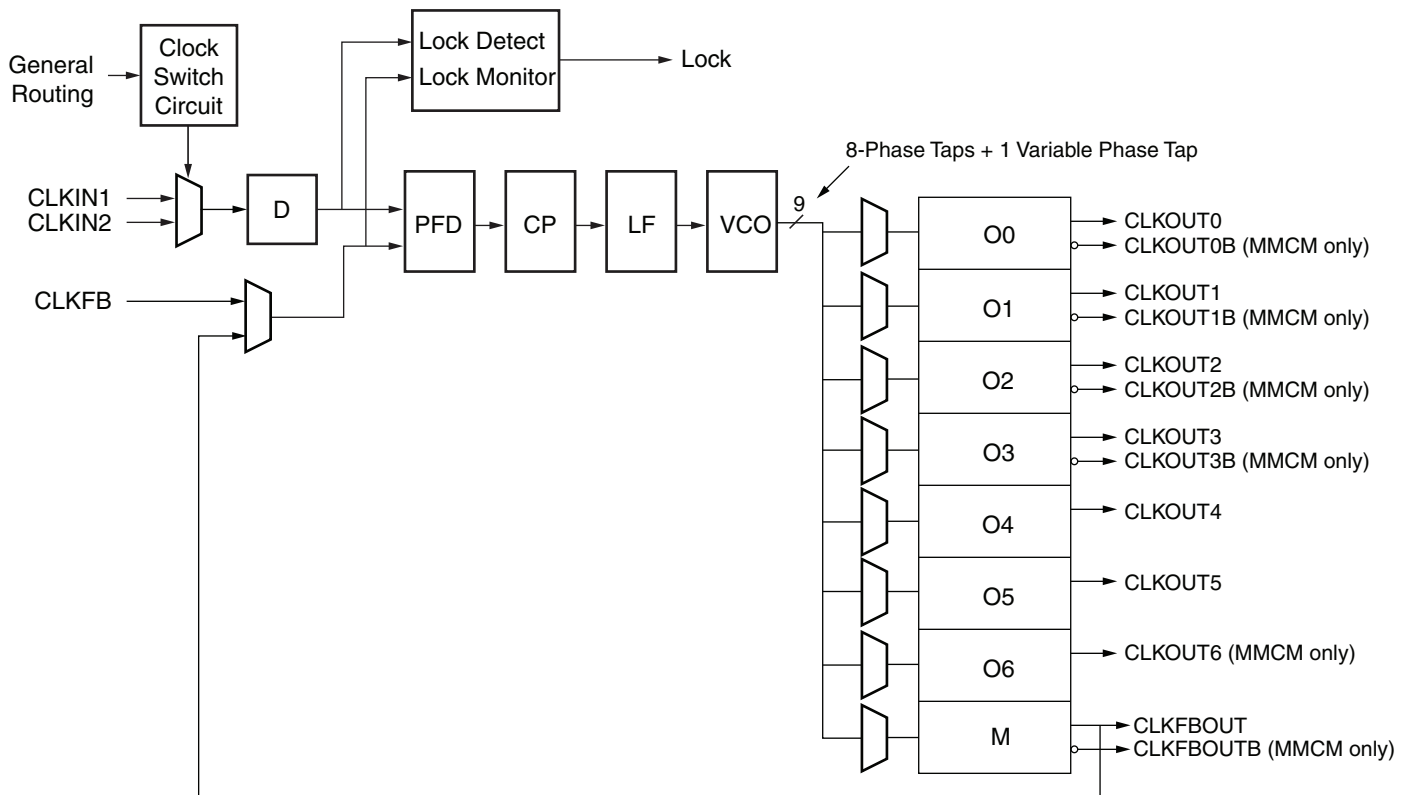 General
Routing
Clock
Switch
Circuit
Lock Detect
Lock Monitor
Lock
8-Phase Taps + 1 Variable Phase Tap
CLKIN1
CLKIN2
D
PFD
CP
LF
VCO
9
CLKFB
O0
CLKOUT0
CLKOUT0B (MMCM only)
O1
CLKOUT1
CLKOUT1B (MMCM only)
O2
CLKOUT2
CLKOUT2B (MMCM only)
O3
CLKOUT3
CLKOUT3B (MMCM only)
O4
CLKOUT4
O5
CLKOUT5
O6
CLKOUT6 (MMCM only)
M
CLKFBOUT
CLKFBOUTB (MMCM only)